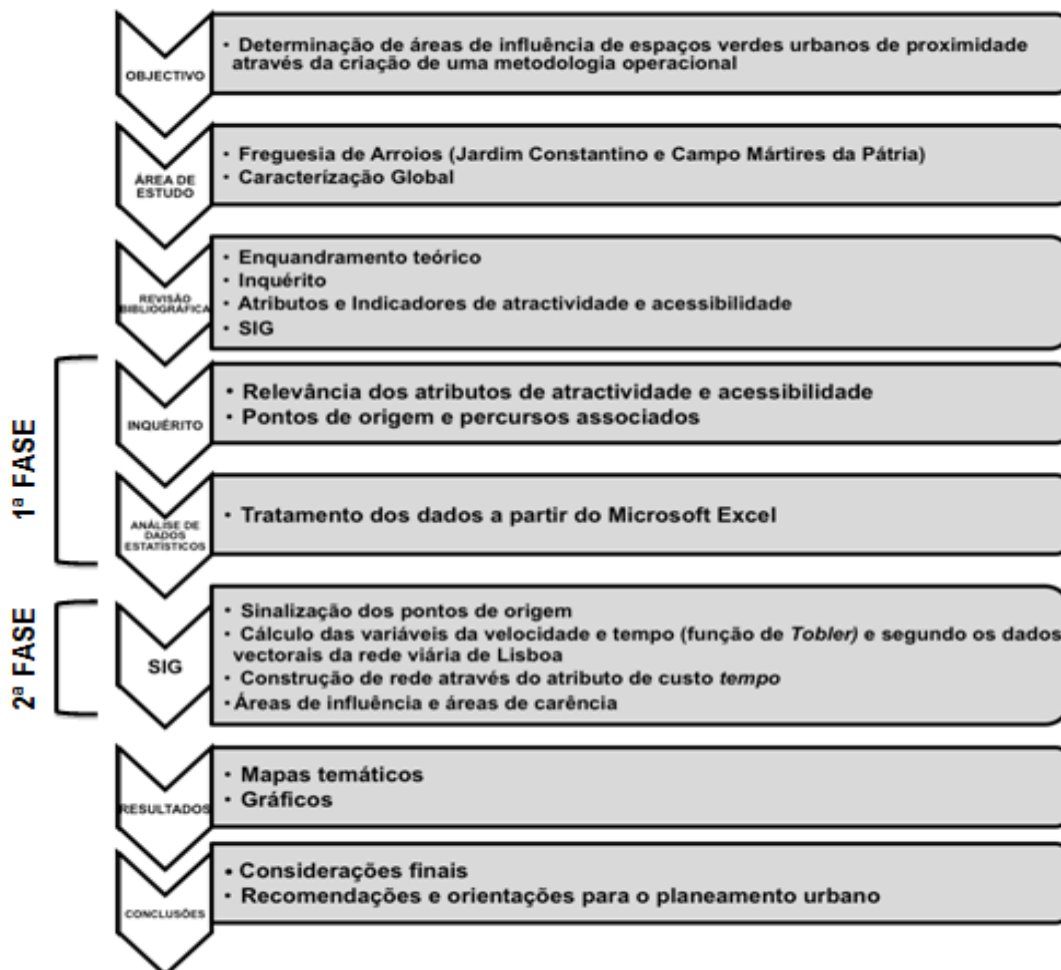 OBJECTIVO
• Determinação de áreas de influência de espaços verdes urbanos de proximidade
através da criação de uma metodologia operacional
ÁREA DE
ESTUDO
• Freguesia de Arroios (Jardim Constantino e Campo Mártires da Pátria)
• Caracterização Global
REVISÃO
BIBLIOGRÁFICA
• Enquandramento teórico
• Inquérito
• Atributos e Indicadores de atractividade e acessibilidade
• SIG
1ª FASE
INQUÉRITO
• Relevância dos atributos de atractividade e acessibilidade
• Pontos de origem e percursos associados
ANÁLISE DE
DADOS
ESTATÍSTICOS
• Tratamento dos dados a partir do Microsoft Excel
2ª FASE
SIG
• Sinalização dos pontos de origem
• Cálculo das variáveis da velocidade e tempo (função de Tobler) e segundo os dados
vectorais da rede viária de Lisboa
• Construção de rede através do atributo de custo tempo
• Áreas de influência e áreas de carência
RESULTADOS
• Mapas temáticos
• Gráficos
CONCLUSÕES
• Considerações finais
• Recomendações e orientações para o planeamento urbano